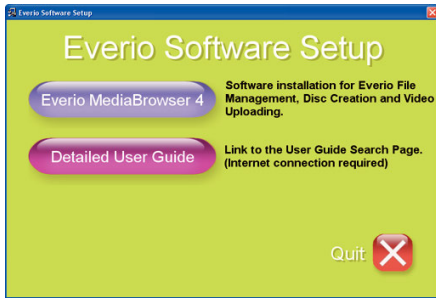 Everio Software Setup
Everio Software Setup
Everio MediaBrowser 4
Software installation for Everio File
Management, Disc Creation and Video
Uploading.
Detailed User Guide
Link to the User Guide Search Page.
(Internet connection required)
Quit